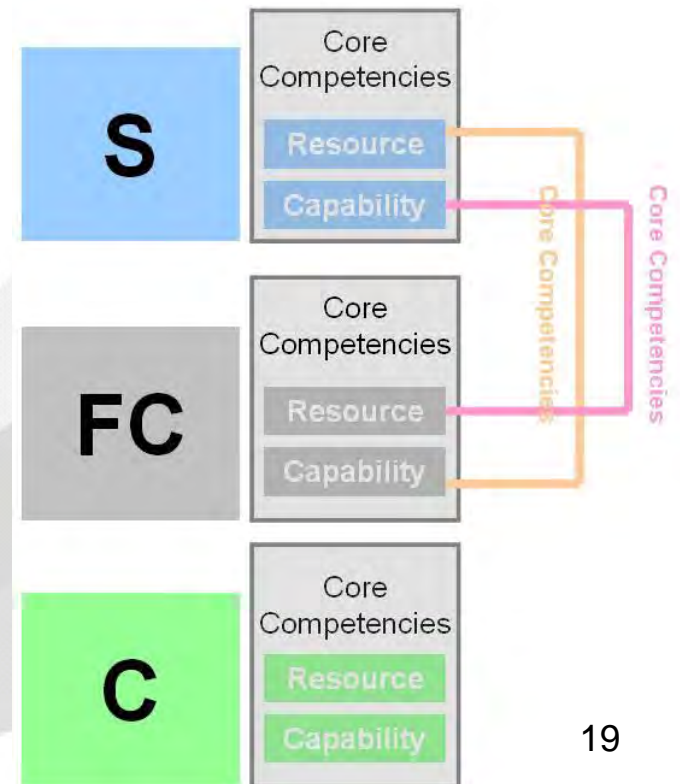 S
Core
Competencies
Resource
Capability
FC
Core
Competencies
Resource
Capability
C
Core
Competencies
Resource
Capability
Core Competencies
Core Competencies
19